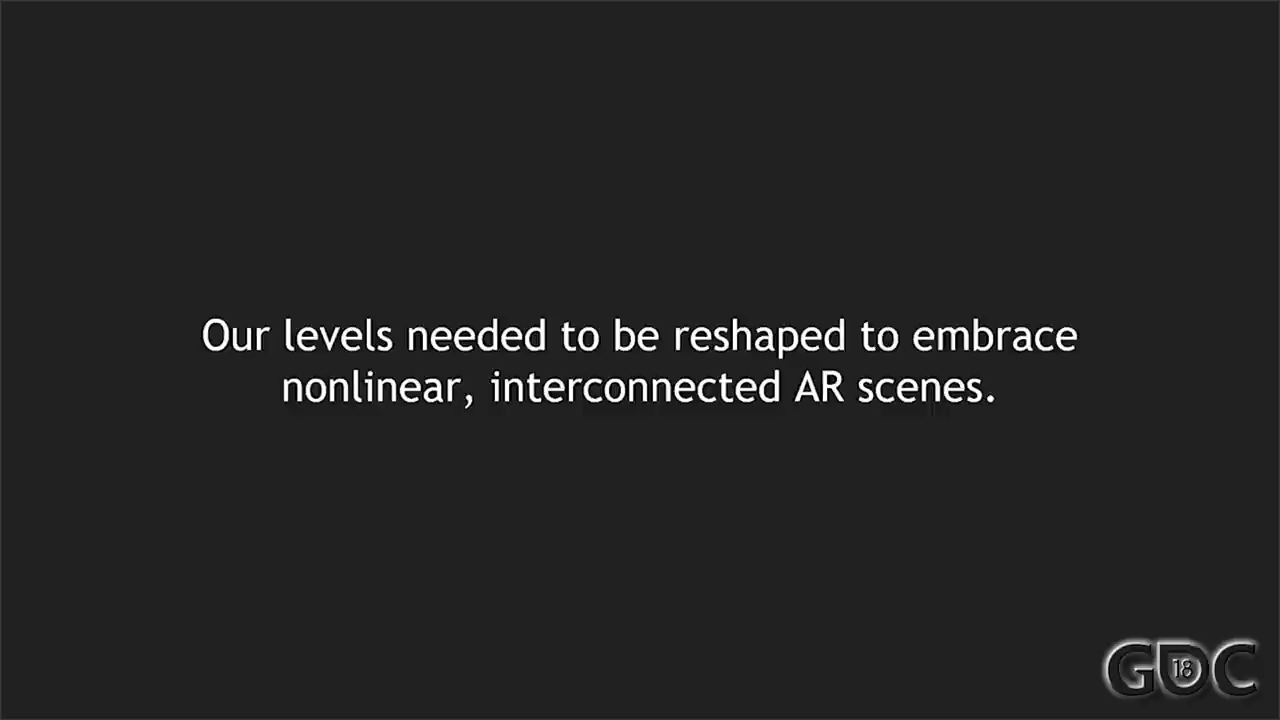 Our levels needed to be reshaped to embrace
nonlinear, interconnected AR scenes.
GDC
18